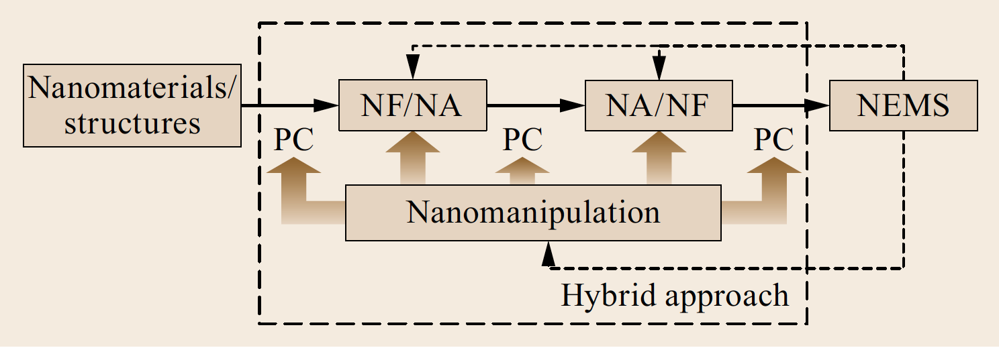 Nanomaterials/
structures
NF/NA
NA/NF
NEMS
PC
PC
PC
Nanomanipulation
Hybrid approach